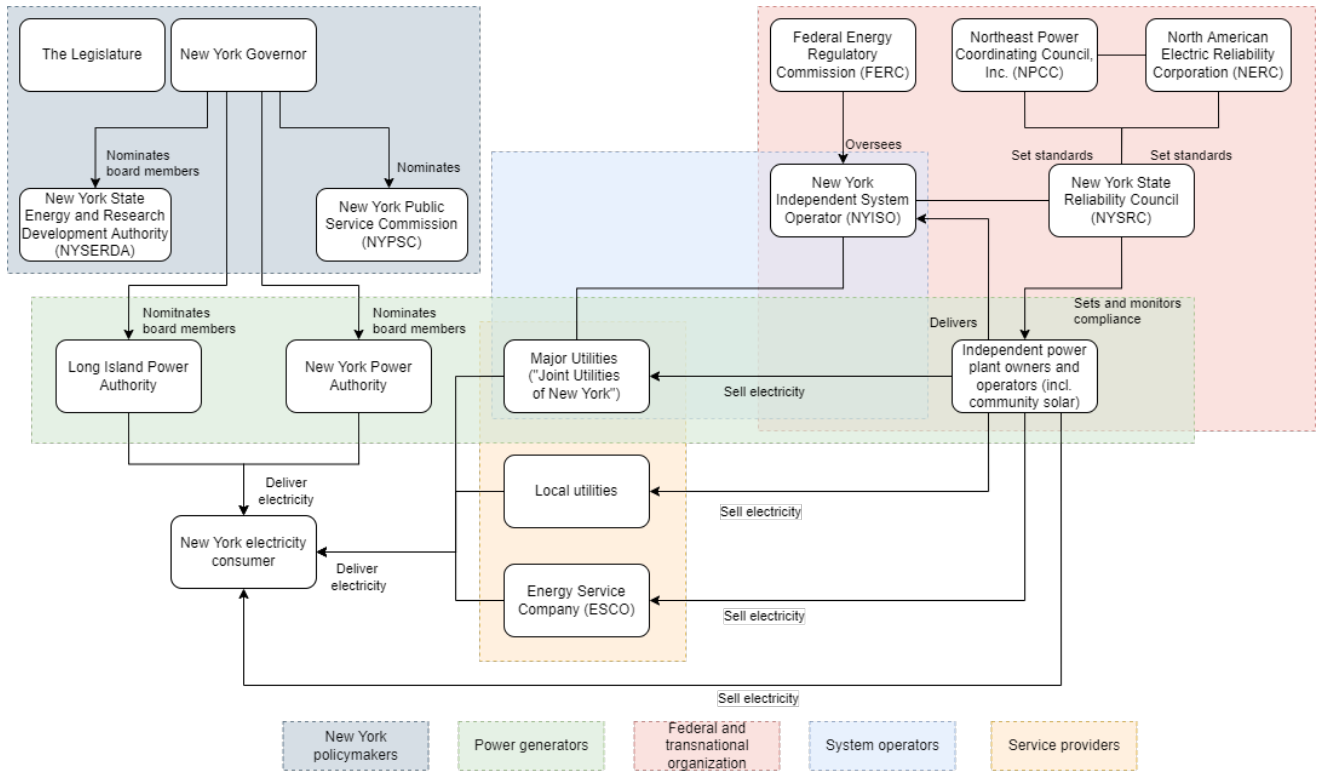 The Legislature
New York Governor
Federal Energy
Regulatory
Commission (FERC)
Northeast Power
Coordinating Council,
Inc. (NPCC)
North American
Electric Reliability
Corporation (NERC)
Nominates
board members
Nominates
Oversees
Set standards
Set standards
New York State
Energy and Research
Development Authority
(NYSERDA)
New York Public
Service Commission
(NYPSC)
New York
Independent System
Operator (NYISO)
New York State
Reliability Council
(NYSRC)
Nomitnates
board members
Nominates
board members
Delivers
Sets and monitors
compliance
Long Island Power
Authority
New York Power
Authority
Major Utilities
("Joint Utilities
of New York")
Sell electricity
Independent power
plant owners and
operators (incl.
community solar)
Deliver
electricity
Local utilities
Sell electricity
New York electricity
consumer
Deliver
electricity
Energy Service
Company (ESCO)
Sell electricity
Sell electricity
New York
policymakers
Power generators
Federal and
transnational
organization
System operators
Service providers